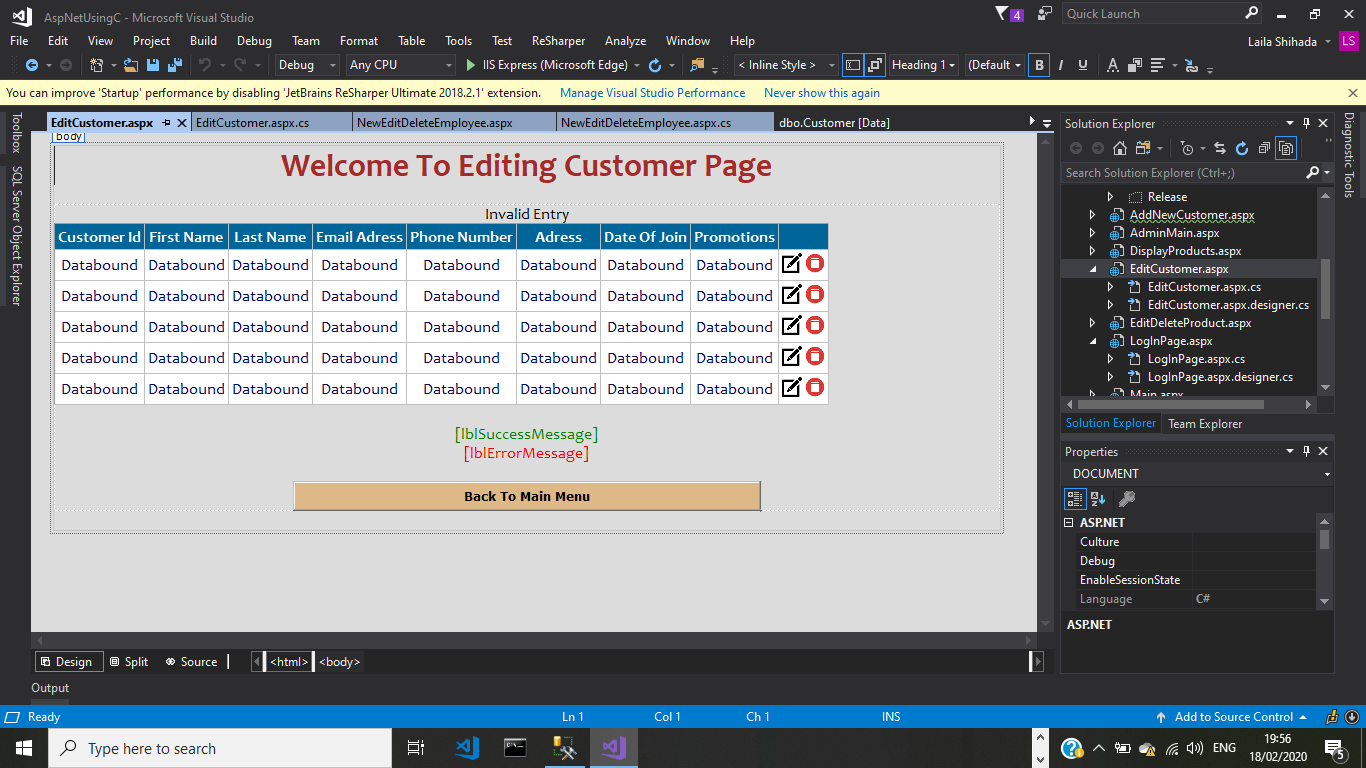 AspNetUsingC - Microsoft Visual Studio
4
Quick Launch
File Edit View Project Build Debug Team Format Table Tools Test ReSharper Analyze Window Help
Laila Shihada
LS
Debug Any CPU IIS Express (Microsoft Edge) < Inline Style > Heading 1 (Default B I U A
You can improve 'Startup' performance by disabling 'JetBrains ReSharper Ultimate 2018.2.1' extension. Manage Visual Studio Performance Never show this again
Toolbox
SQL Server Object Explorer
EditCustomer.aspx EditCustomer.aspx.cs NewEditDeleteEmployee.aspx NewEditDeleteEmployee.aspx.cs dbo.Customer [Data]
body
Welcome To Editing Customer Page
Invalid Entry
Customer Id First Name Last Name Email Adress Phone Number Adress Date Of Join Promotions
Databound Databound Databound Databound Databound Databound Databound Databound
Databound Databound Databound Databound Databound Databound Databound Databound
Databound Databound Databound Databound Databound Databound Databound Databound
Databound Databound Databound Databound Databound Databound Databound Databound
Databound Databound Databound Databound Databound Databound Databound Databound
[lblSuccessMessage]
[lblErrorMessage]
Back To Main Menu
Design Split Source <html> <body>
Output
Solution Explorer
Search Solution Explorer (Ctrl+;)
Release
AddNewCustomer.aspx
AdminMain.aspx
DisplayProducts.aspx
EditCustomer.aspx
EditCustomer.aspx.cs
EditCustomer.aspx.designer.cs
EditDeleteProduct.aspx
LogInPage.aspx
LogInPage.aspx.cs
LogInPage.aspx.designer.cs
Main.aspx
Solution Explorer Team Explorer
Properties
DOCUMENT
ASP.NET
Culture
Debug
EnableSessionState
Language C#
ASP.NET
Diagnostic Tools
Ready Ln 1 Col 1 Ch 1 INS Add to Source Control
Type here to search
ENG
19:56
18/02/2020
5